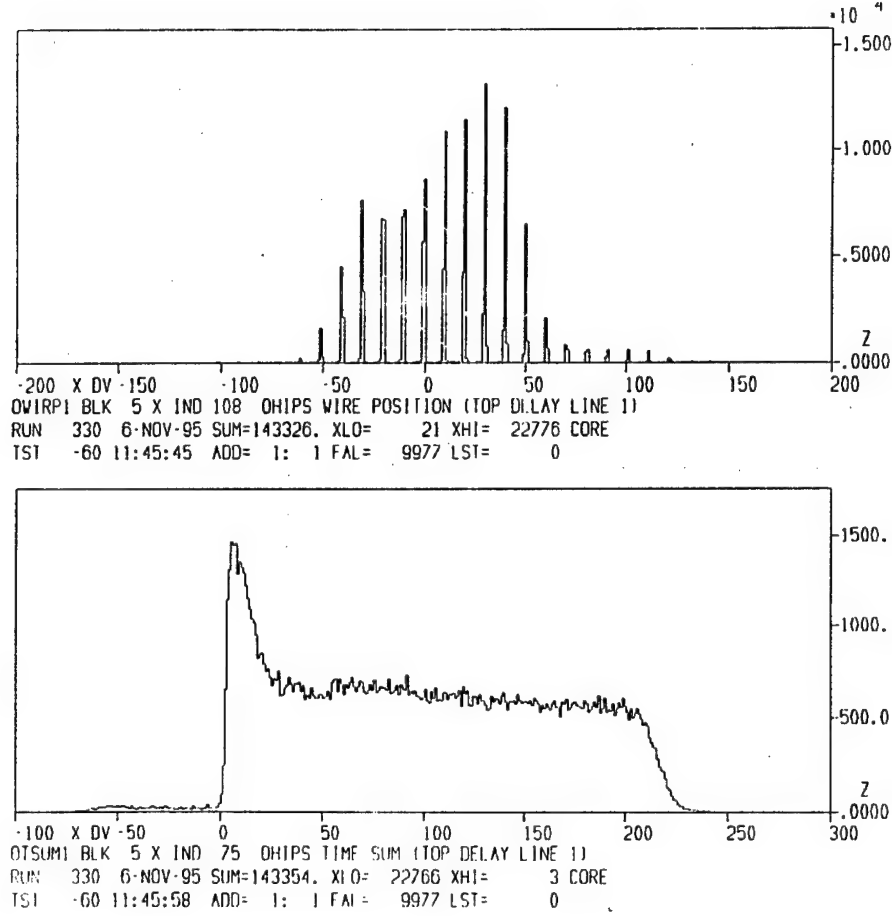 ·10 4
1.500
1.000
.5000
Z
.0000
-200 X DV -150 -100 -50 0 50 100 150 200
OWIRP1 BLK 5 X IND 108 OHIPS WIRE POSITION (TOP DELAY LINE 1)
RUN 330 6-NOV-95 SUM=143326. XLO= 21 XHI= 22776 CORE
TST -60 11:45:45 ADD= 1: 1 FAL= 9977 LST= 0
1500.
1000.
500.0
Z
.0000
-100 X DV -50 0 50 100 150 200 250 300
OTSUM1 BLK 5 X IND 75 OHIPS TIME SUM (TOP DELAY LINE 1)
RUN 330 6-NOV-95 SUM=143354. XLO= 22766 XHI= 3 CORE
TST -60 11:45:58 ADD= 1: 1 FAL= 9977 LST= 0